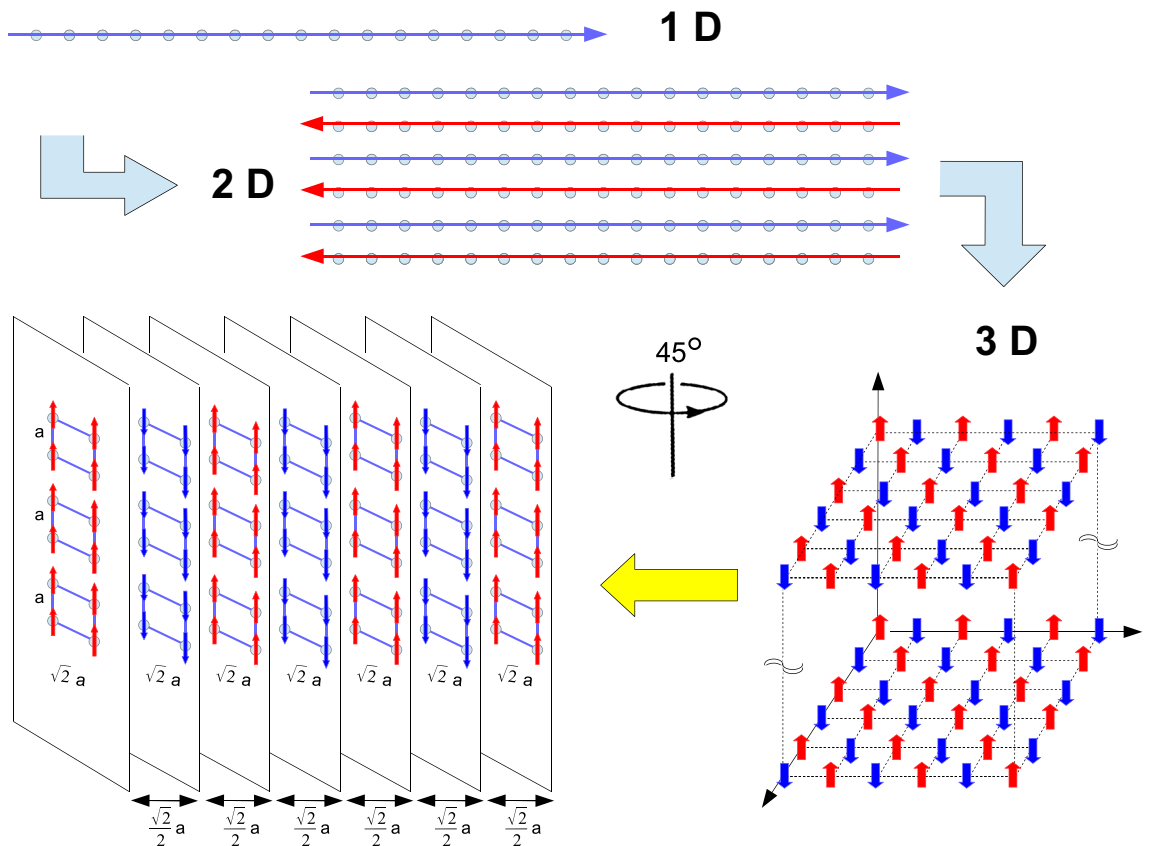 1 D
2 D
3 D
45°
a
a
a
√2 a √2 a √2 a √2 a √2 a √2 a √2 a
√2/2 a √2/2 a √2/2 a √2/2 a √2/2 a √2/2 a